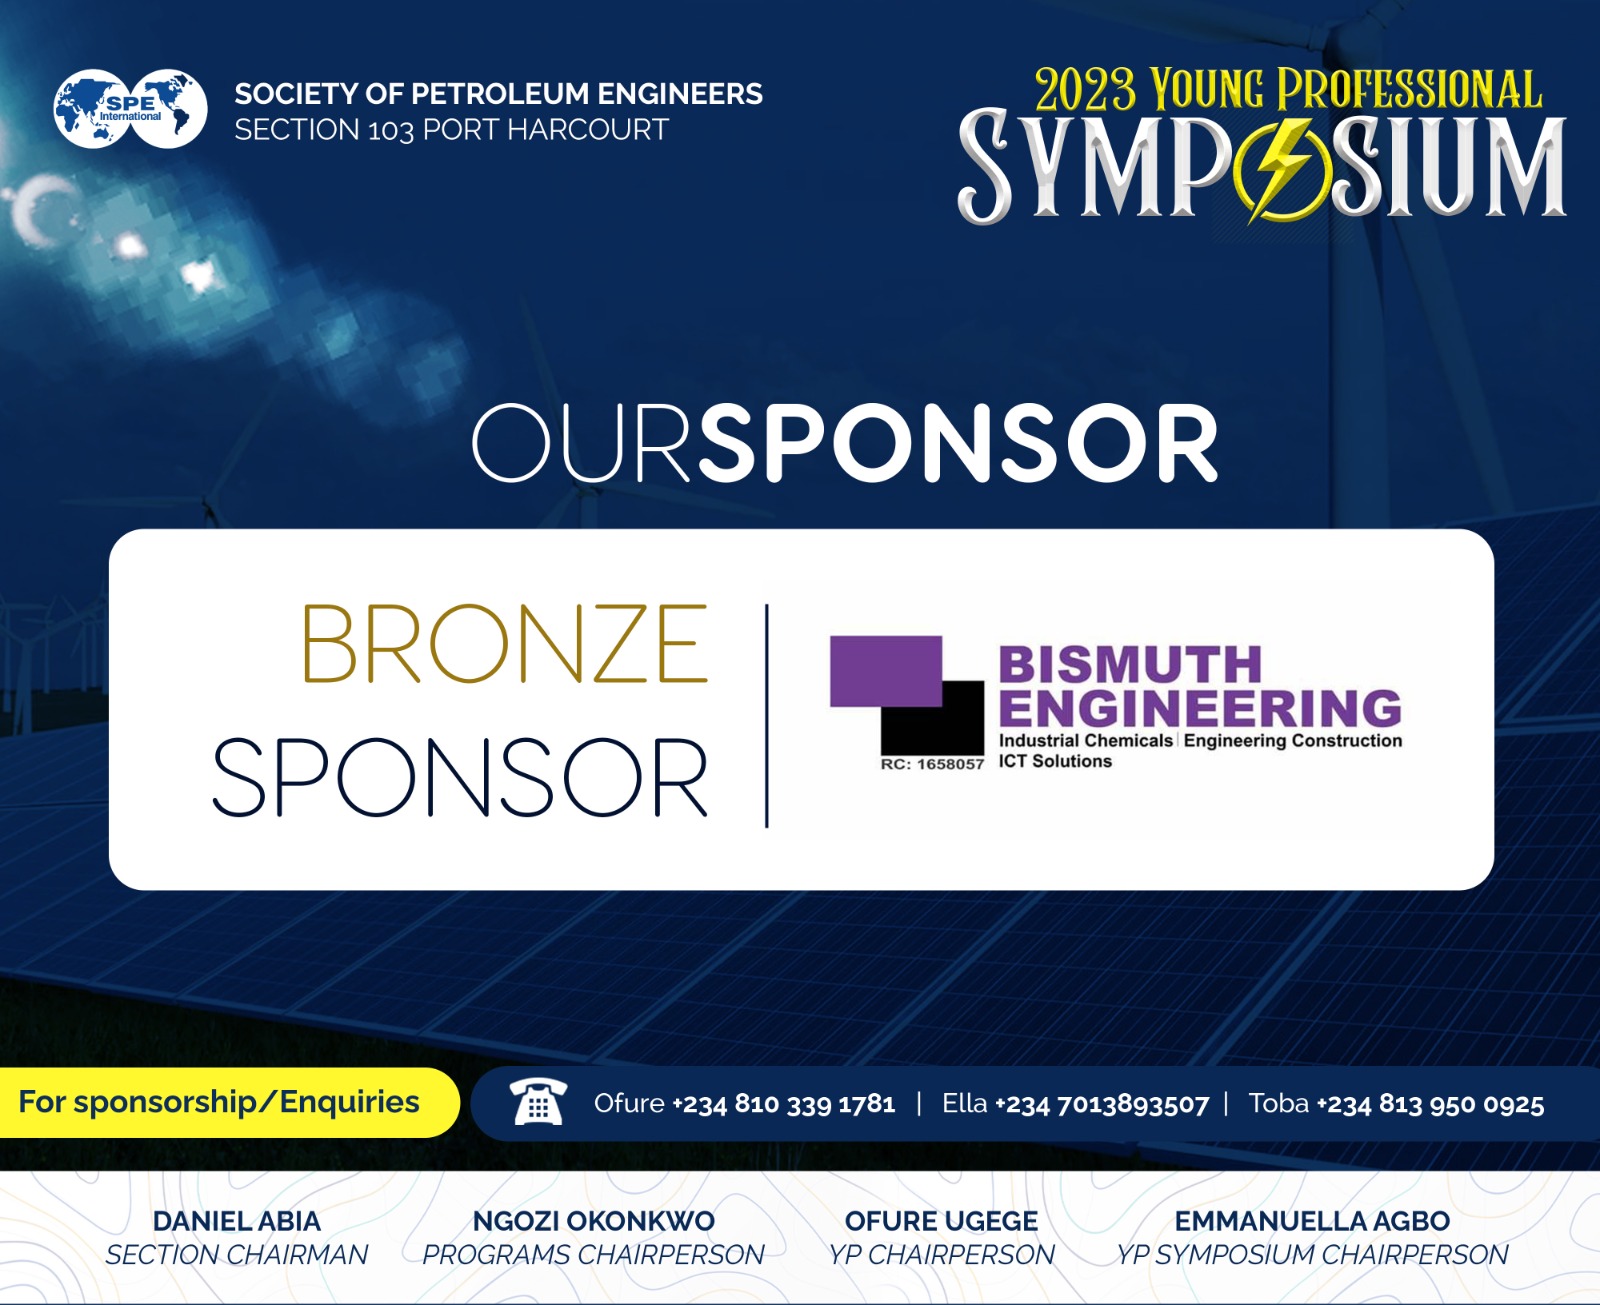 SPE
International
SOCIETY OF PETROLEUM ENGINEERS
SECTION 103 PORT HARCOURT
2023 YOUNG PROFESSIONAL
SYMPOSIUM
OURSPONSOR
BRONZE
SPONSOR
BISMUTH
ENGINEERING
Industrial Chemicals | Engineering Construction
ICT Solutions
RC: 1658057
For sponsorship/Enquiries
Ofure +234 810 339 1781 | Ella +234 7013893507 | Toba +234 813 950 0925
DANIEL ABIA
SECTION CHAIRMAN
NGOZI OKONKWO
PROGRAMS CHAIRPERSON
OFURE UGEGE
YP CHAIRPERSON
EMMANUELLA AGBO
YP SYMPOSIUM CHAIRPERSON